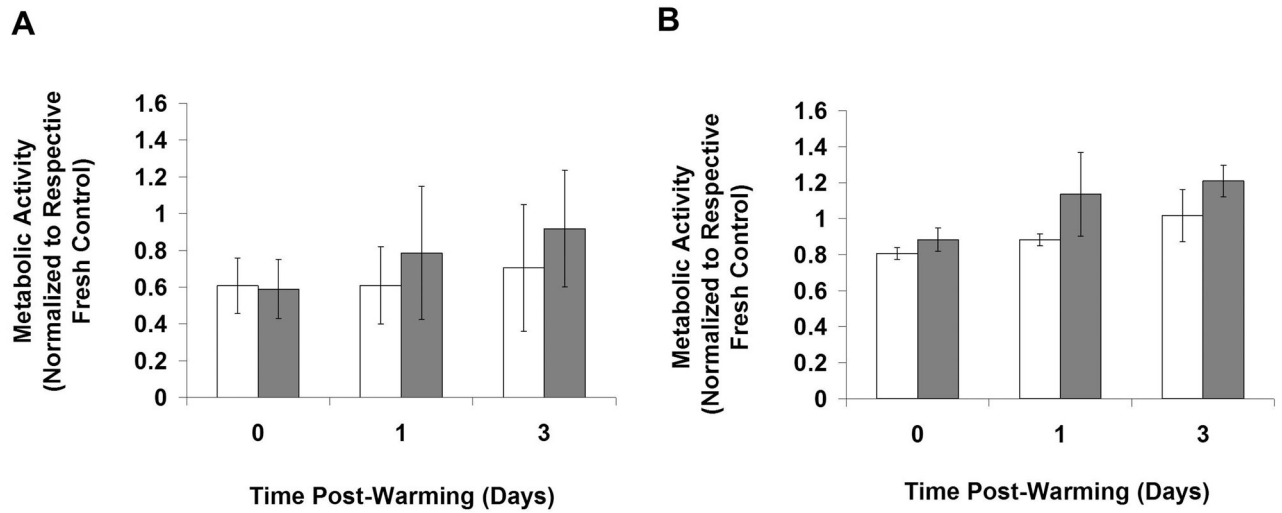 A
Metabolic Activity
(Normalized to Respective
Fresh Control)
1.6
1.4
1.2
1
0.8
0.6
0.4
0.2
0
0 1 3
Time Post-Warming (Days)
B
Metabolic Activity
(Normalized to Respective
Fresh Control)
1.6
1.4
1.2
1
0.8
0.6
0.4
0.2
0
0 1 3
Time Post-Warming (Days)